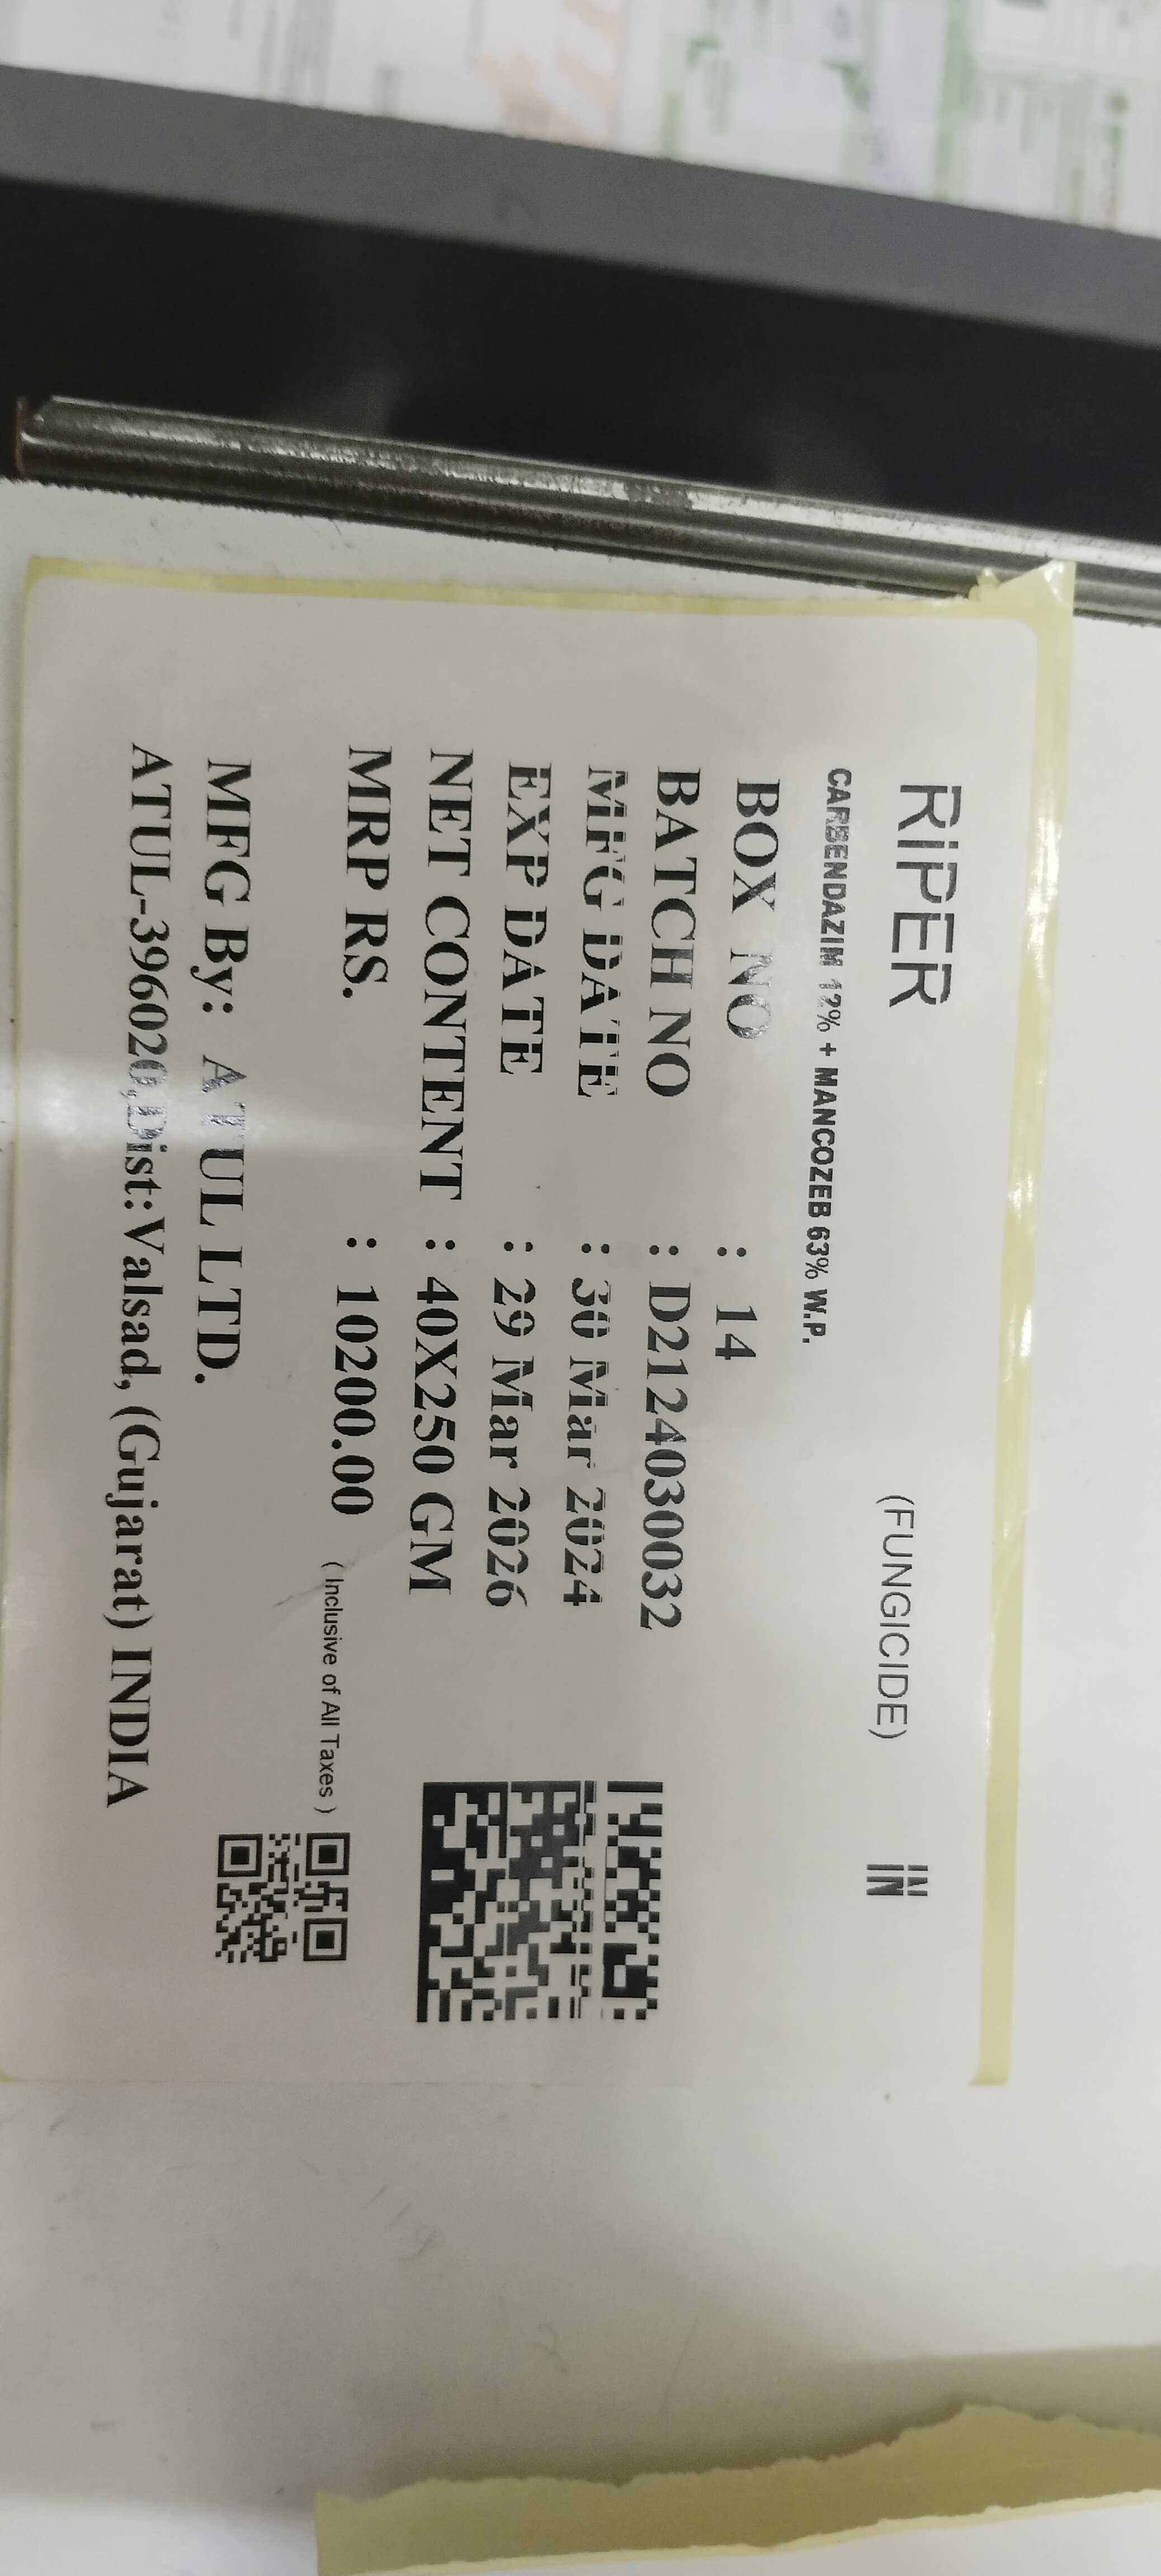 RiPER (FUNGICIDE) IN
CARBENDAZIM 12% + MANCOZEB 63% W.P.
BOX NO : 14
BATCH NO : D2124030032
MFG DATE : 30 Mar 2024
EXP DATE : 29 Mar 2026
NET CONTENT : 40X250 GM
MRP RS. : 10200.00 ( Inclusive of All Taxes )
MFG By: ATUL LTD.
ATUL-396020,Dist:Valsad, (Gujarat) INDIA